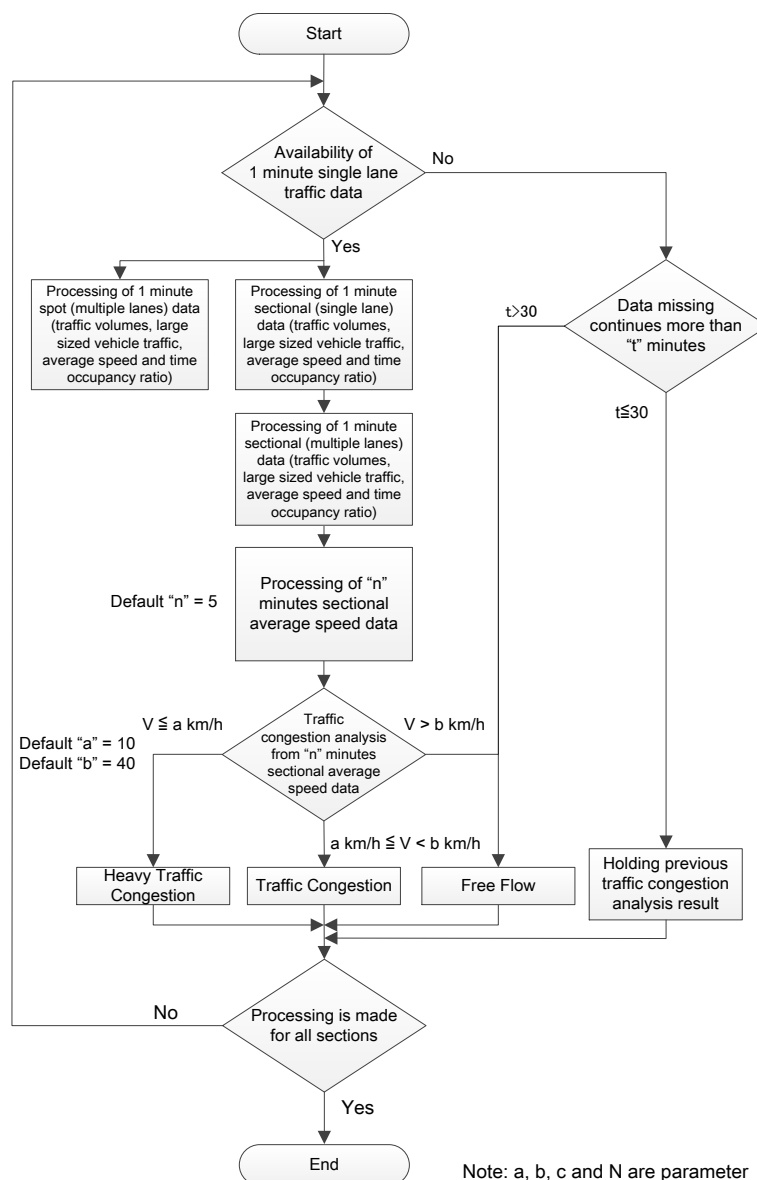 Start
Availability of
1 minute single lane
traffic data
No
Yes
Processing of 1 minute
spot (multiple lanes) data
(traffic volumes, large
sized vehicle traffic,
average speed and time
occupancy ratio)
Processing of 1 minute
sectional (single lane)
data (traffic volumes,
large sized vehicle traffic,
average speed and time
occupancy ratio)
t>30
Data missing
continues more than
“t” minutes
t≦30
Processing of 1 minute
sectional (multiple lanes)
data (traffic volumes,
large sized vehicle traffic,
average speed and time
occupancy ratio)
Default “n” = 5
Processing of “n”
minutes sectional
average speed data
V ≦ a km/h
Default “a” = 10
Default “b” = 40
Traffic
congestion analysis
from “n” minutes
sectional average
speed data
V > b km/h
a km/h ≦ V < b km/h
Heavy Traffic
Congestion
Traffic Congestion
Free Flow
Holding previous
traffic congestion
analysis result
No
Processing is made
for all sections
Yes
End
Note: a, b, c and N are parameter